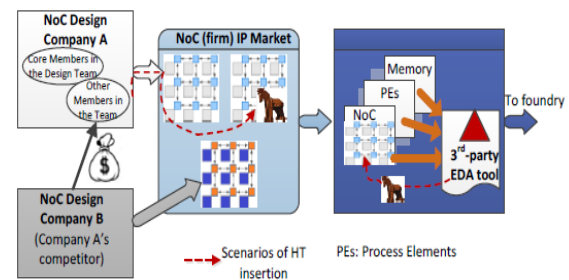 NoC Design
Company A
Core Members in
the Design Team
Other
Members in
the Team
$
NoC Design
Company B
(Company A's
competitor)
NoC (firm) IP Market
Memory
PEs
NoC
3rd-party
EDA tool
To foundry
Scenarios of HT
insertion
PEs: Process Elements